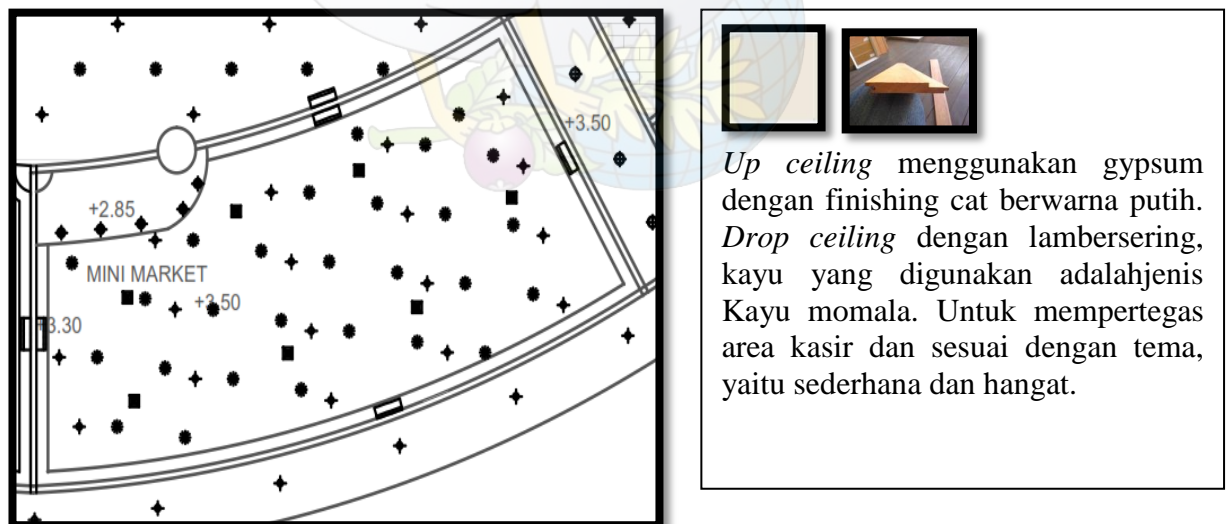 +3.50
+2.85
MINI MARKET
+3.50
+3.30
Up ceiling menggunakan gypsum
dengan finishing cat berwarna putih.
Drop ceiling dengan lambersering,
kayu yang digunakan adalahjenis
Kayu momala. Untuk mempertegas
area kasir dan sesuai dengan tema,
yaitu sederhana dan hangat.